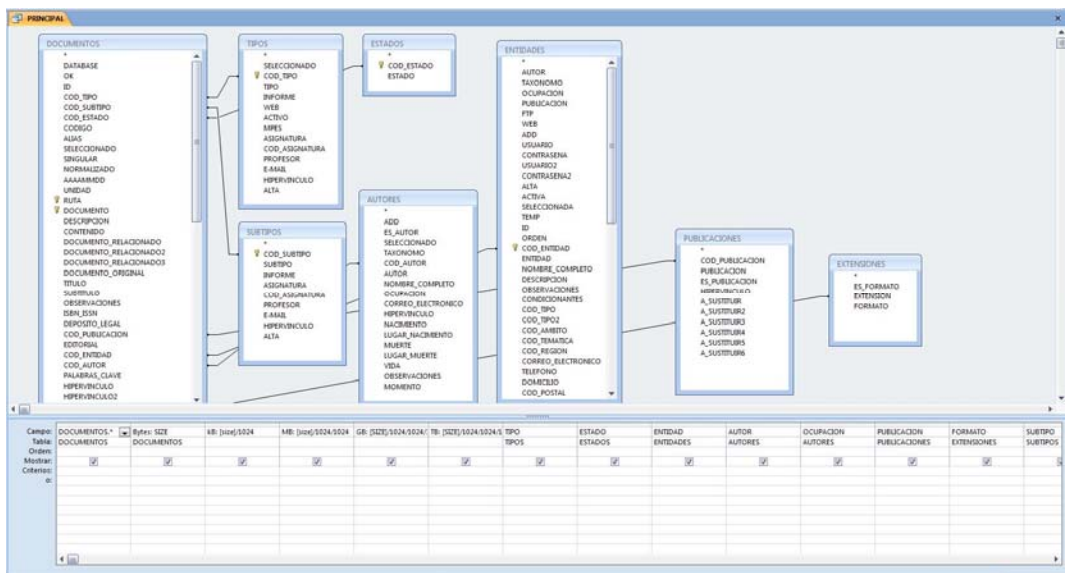 PRINCIPAL
DOCUMENTOS
*
DATABASE
OK
ID
COD_TIPO
COD_SUBTIPO
COD_ESTADO
CODIGO
ALIAS
SELECCIONADO
SINGULAR
NORMALIZADO
AAAAMMDD
UNIDAD
RUTA
DOCUMENTO
DESCRIPCION
CONTENIDO
DOCUMENTO_RELACIONADO
DOCUMENTO_RELACIONADO2
DOCUMENTO_RELACIONADO3
DOCUMENTO_ORIGINAL
TITULO
SUBTITULO
OBSERVACIONES
ISBN_ISSN
DEPOSITO_LEGAL
COD_PUBLICACION
EDITORIAL
COD_ENTIDAD
COD_AUTOR
PALABRAS_CLAVE
HIPERVINCULO
HIPERVINCULO2
TIPOS
*
SELECCIONADO
COD_TIPO
TIPO
INFORME
WEB
ACTIVO
MPES
ASIGNATURA
COD_ASIGNATURA
PROFESOR
E-MAIL
HIPERVINCULO
ALTA
SUBTIPOS
*
COD_SUBTIPO
SUBTIPO
INFORME
ASIGNATURA
COD_ASIGNATURA
PROFESOR
E-MAIL
HIPERVINCULO
ALTA
ESTADOS
*
COD_ESTADO
ESTADO
AUTORES
*
ADD
ES_AUTOR
SELECCIONADO
TAXONOMO
COD_AUTOR
AUTOR
NOMBRE_COMPLETO
OCUPACION
CORREO_ELECTRONICO
HIPERVINCULO
NACIMIENTO
LUGAR_NACIMIENTO
MUERTE
LUGAR_MUERTE
VIDA
OBSERVACIONES
MOMENTO
ENTIDADES
*
AUTOR
TAXONOMO
OCUPACION
PUBLICACION
FTP
WEB
ADD
USUARIO
CONTRASENA
USUARIO2
CONTRASENA2
ALTA
ACTIVA
SELECCIONADA
TEMP
ID
ORDEN
COD_ENTIDAD
ENTIDAD
NOMBRE_COMPLETO
DESCRIPCION
OBSERVACIONES
CONDICIONANTES
COD_TIPO
COD_TIPO2
COD_AMBITO
COD_TEMATICA
COD_REGION
CORREO_ELECTRONICO
TELEFONO
DOMICILIO
COD_POSTAL
PUBLICACIONES
*
COD_PUBLICACION
PUBLICACION
ES_PUBLICACION
HIPERVINCULO
A_SUSTITUIR
A_SUSTITUIR2
A_SUSTITUIR3
A_SUSTITUIR4
A_SUSTITUIR5
A_SUSTITUIR6
EXTENSIONES
*
ES_FORMATO
EXTENSION
FORMATO
Campo: DOCUMENTOS.* Bytes: SIZE kB: [size]/1024 MB: [size]/1024/1024 GB: [SIZE]/1024/1024/ TB: [SIZE]/1024/1024/1 TIPO ESTADO ENTIDAD AUTOR OCUPACION PUBLICACION FORMATO SUBTIPO
Tabla: DOCUMENTOS DOCUMENTOS TIPOS ESTADOS ENTIDADES AUTORES AUTORES PUBLICACIONES EXTENSIONES SUBTIPOS
Orden:
Mostrar:
Criterios:
o: